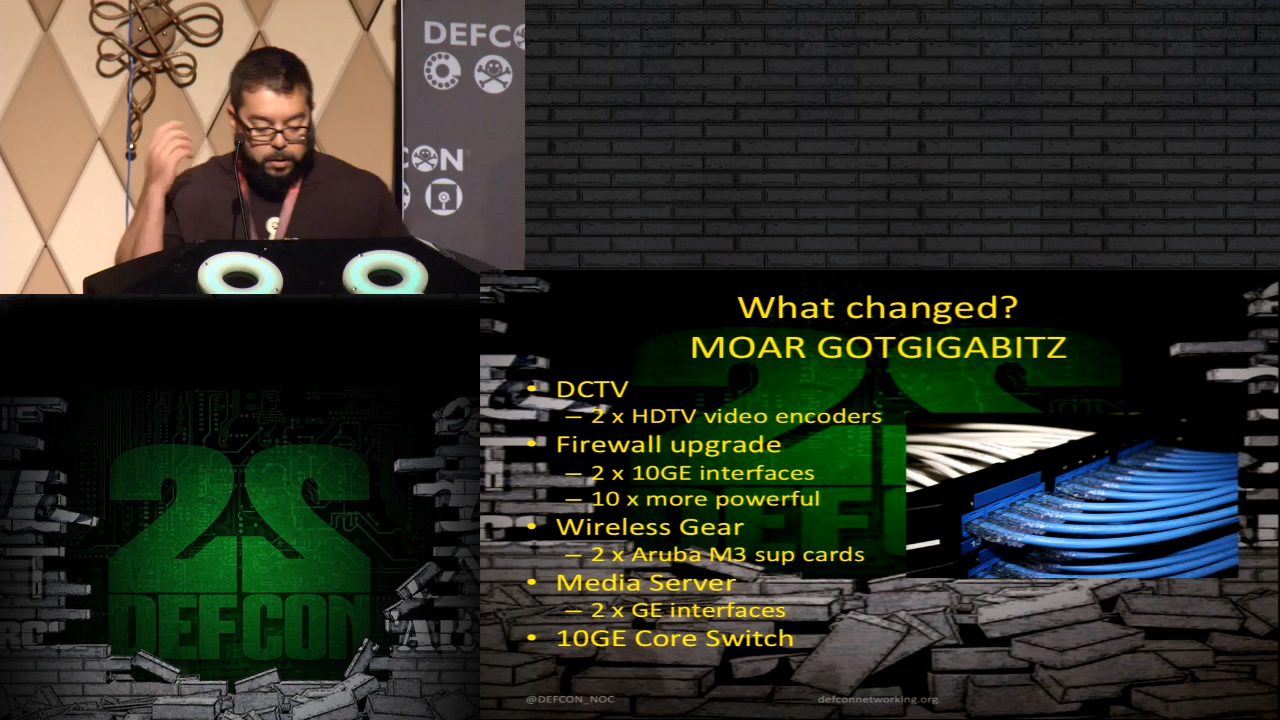 DEFC
CON
What changed?
MOAR GOTGIGABITZ
• DCTV
– 2 x HDTV video encoders
• Firewall upgrade
– 2 x 10GE interfaces
– 10 x more powerful
• Wireless Gear
– 2 x Aruba M3 sup cards
• Media Server
– 2 x GE interfaces
• 10GE Core Switch
@DEFCON_NOC
defconnetworking.org
22
DEFCON